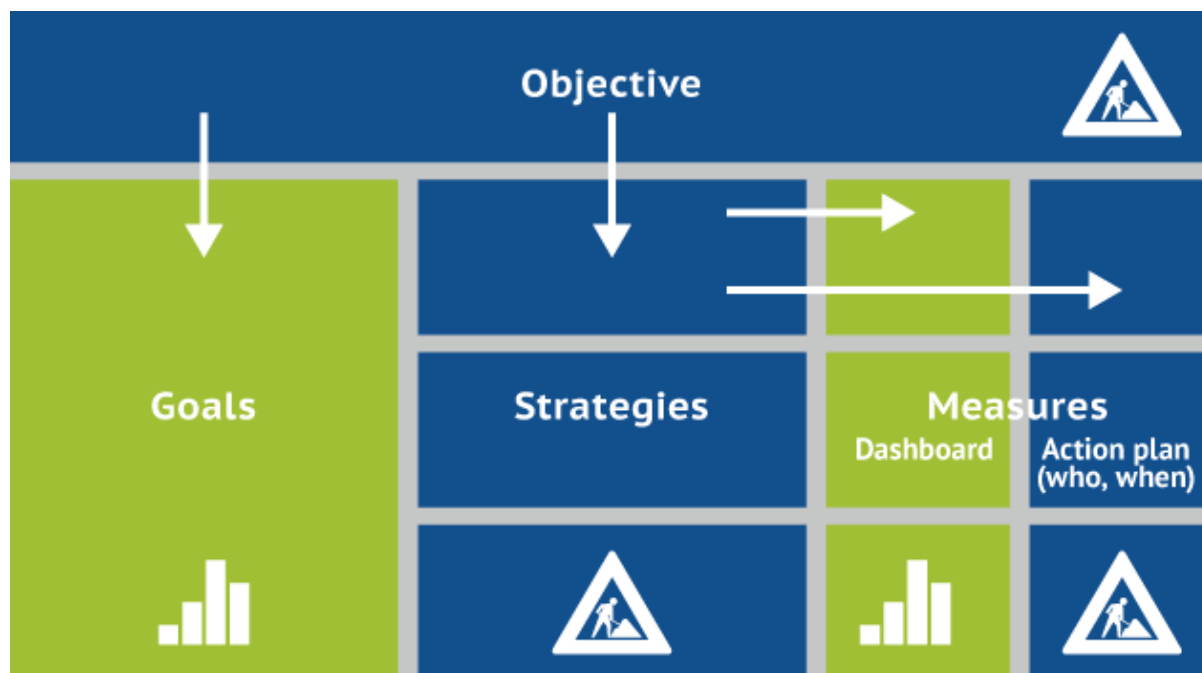 Objective
Goals
Strategies
Measures
Dashboard
Action plan
(who, when)